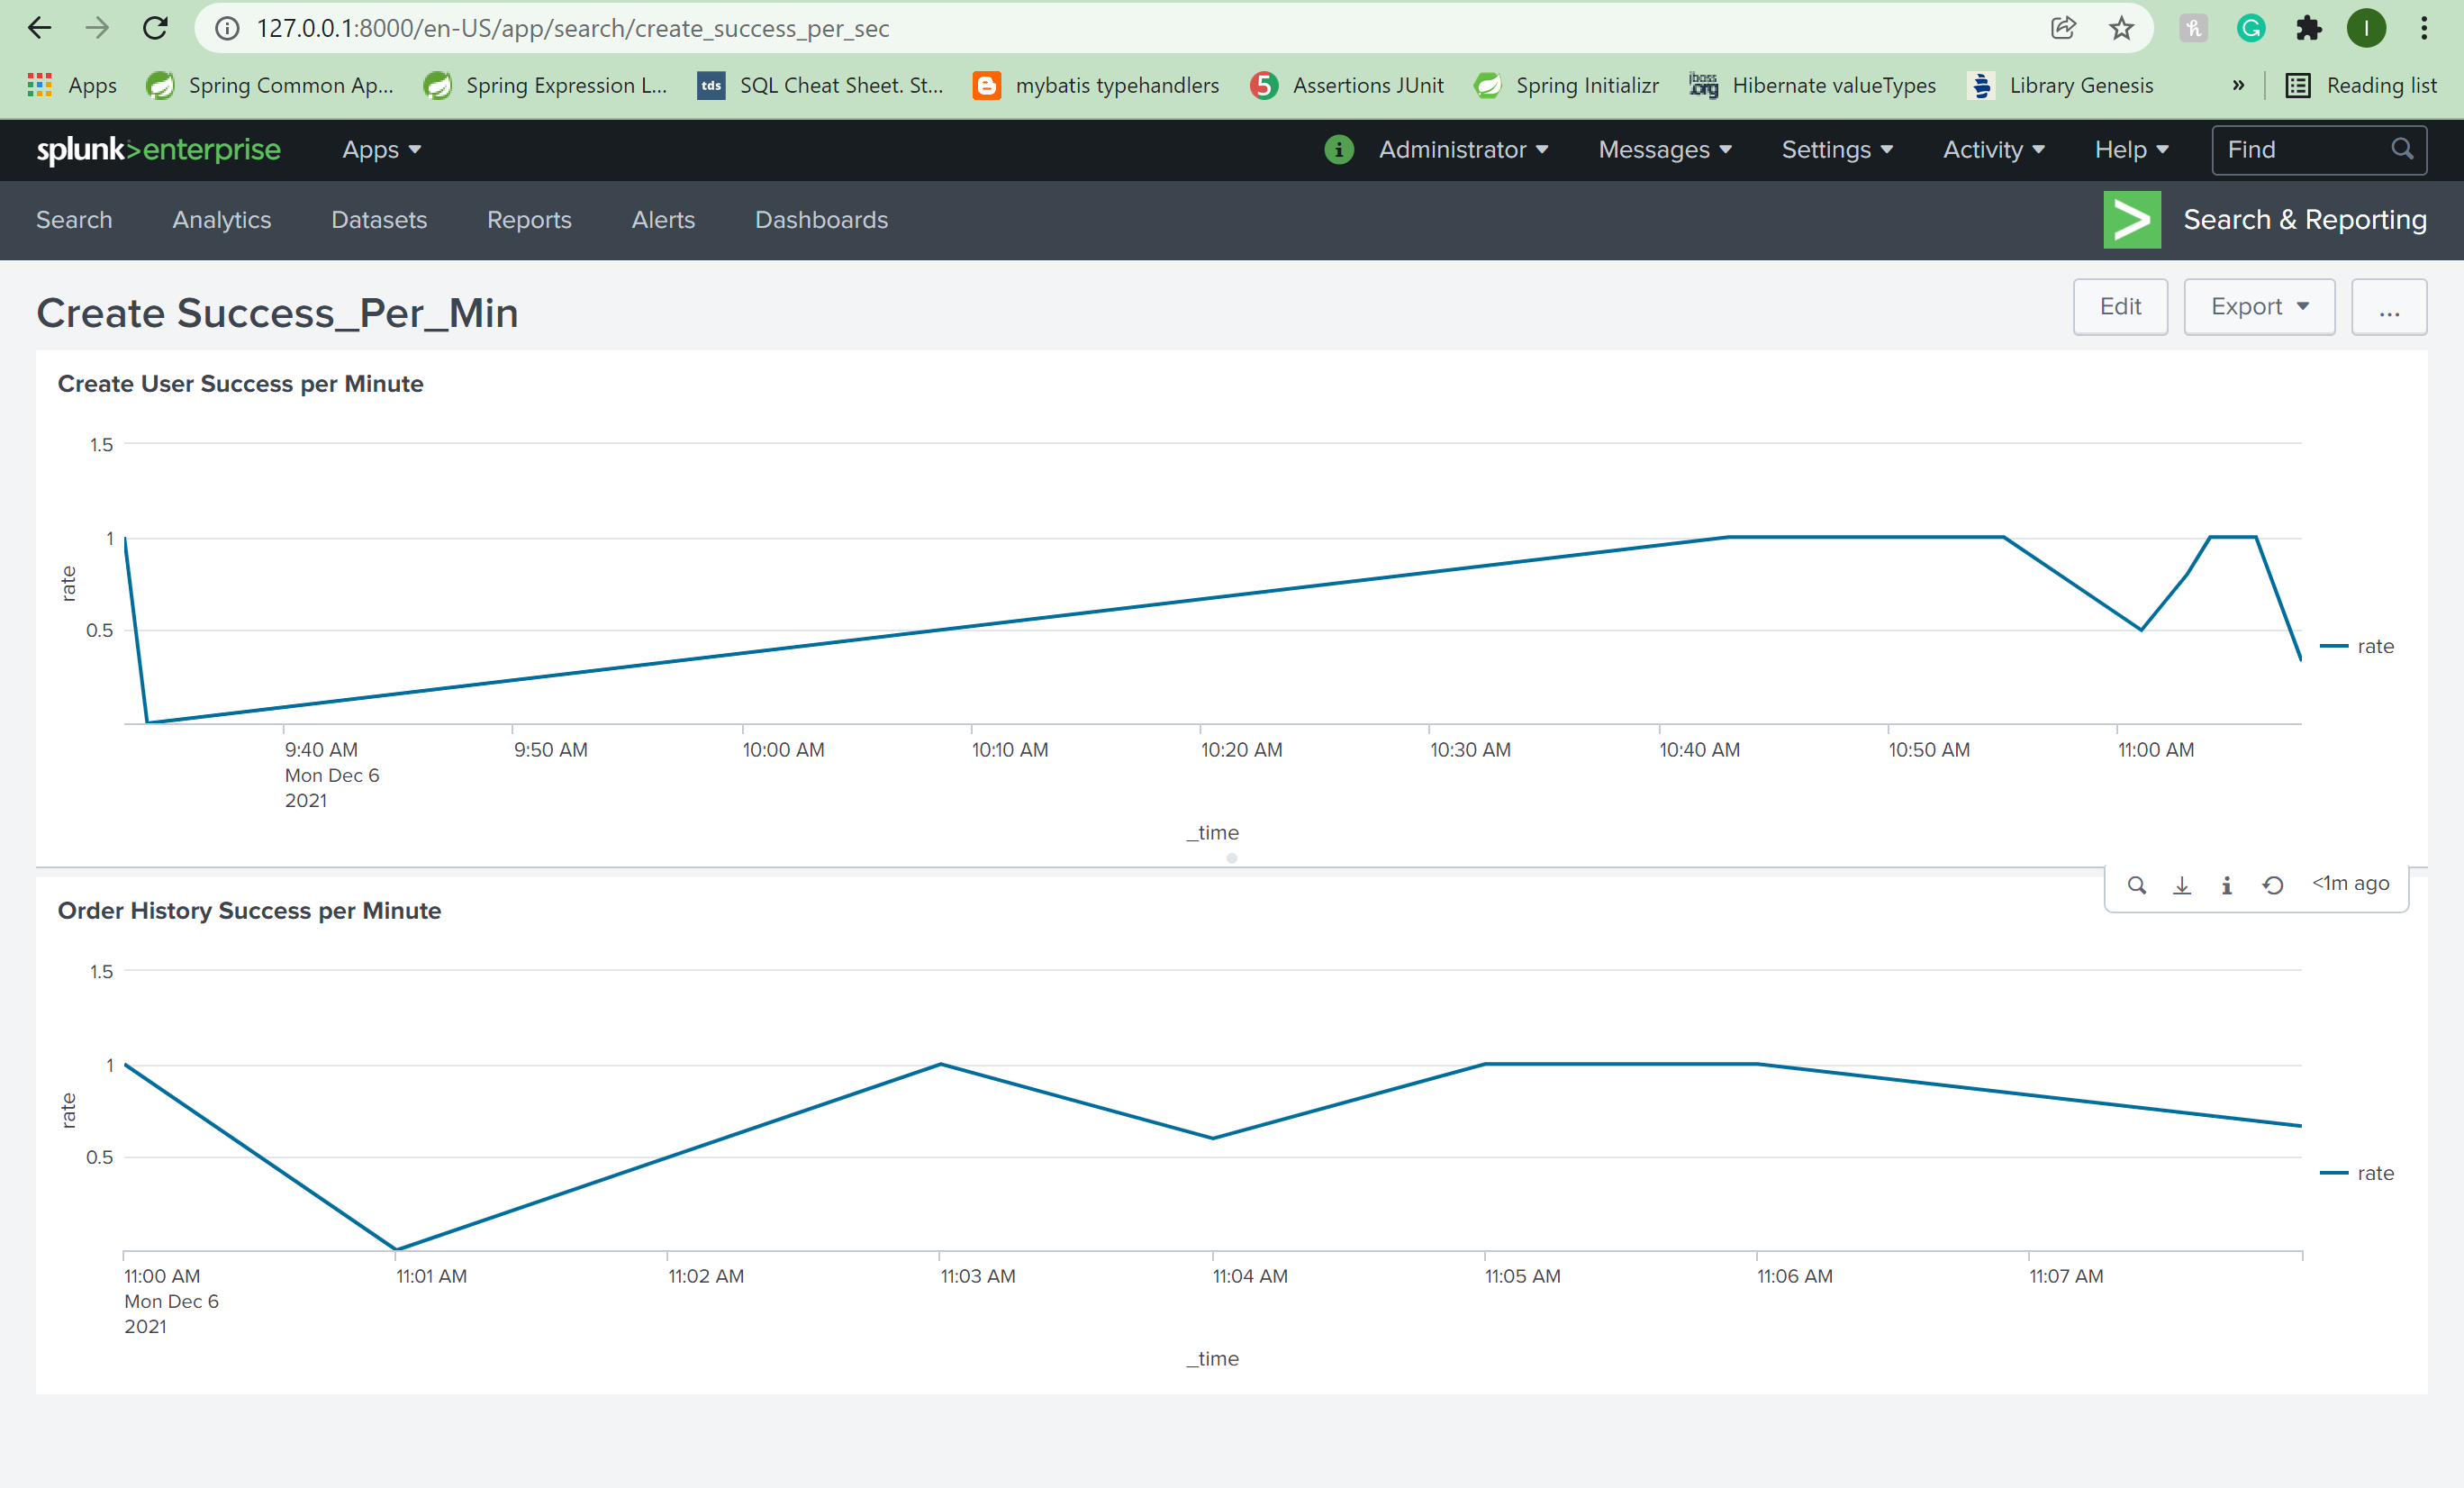 127.0.0.1:8000/en-US/app/search/create_success_per_sec
Apps Spring Common Ap... Spring Expression L... tds SQL Cheat Sheet. St... mybatis typehandlers 5 Assertions JUnit Spring Initializr Hibernate valueTypes Library Genesis » Reading list
splunk>enterprise Apps i Administrator Messages Settings Activity Help Find
Search Analytics Datasets Reports Alerts Dashboards > Search & Reporting
Create Success_Per_Min Edit Export ...
Create User Success per Minute
1.5
1
0.5
rate
rate
9:40 AM 9:50 AM 10:00 AM 10:10 AM 10:20 AM 10:30 AM 10:40 AM 10:50 AM 11:00 AM
Mon Dec 6
2021
_time
<1m ago
Order History Success per Minute
1.5
1
0.5
rate
rate
11:00 AM 11:01 AM 11:02 AM 11:03 AM 11:04 AM 11:05 AM 11:06 AM 11:07 AM
Mon Dec 6
2021
_time